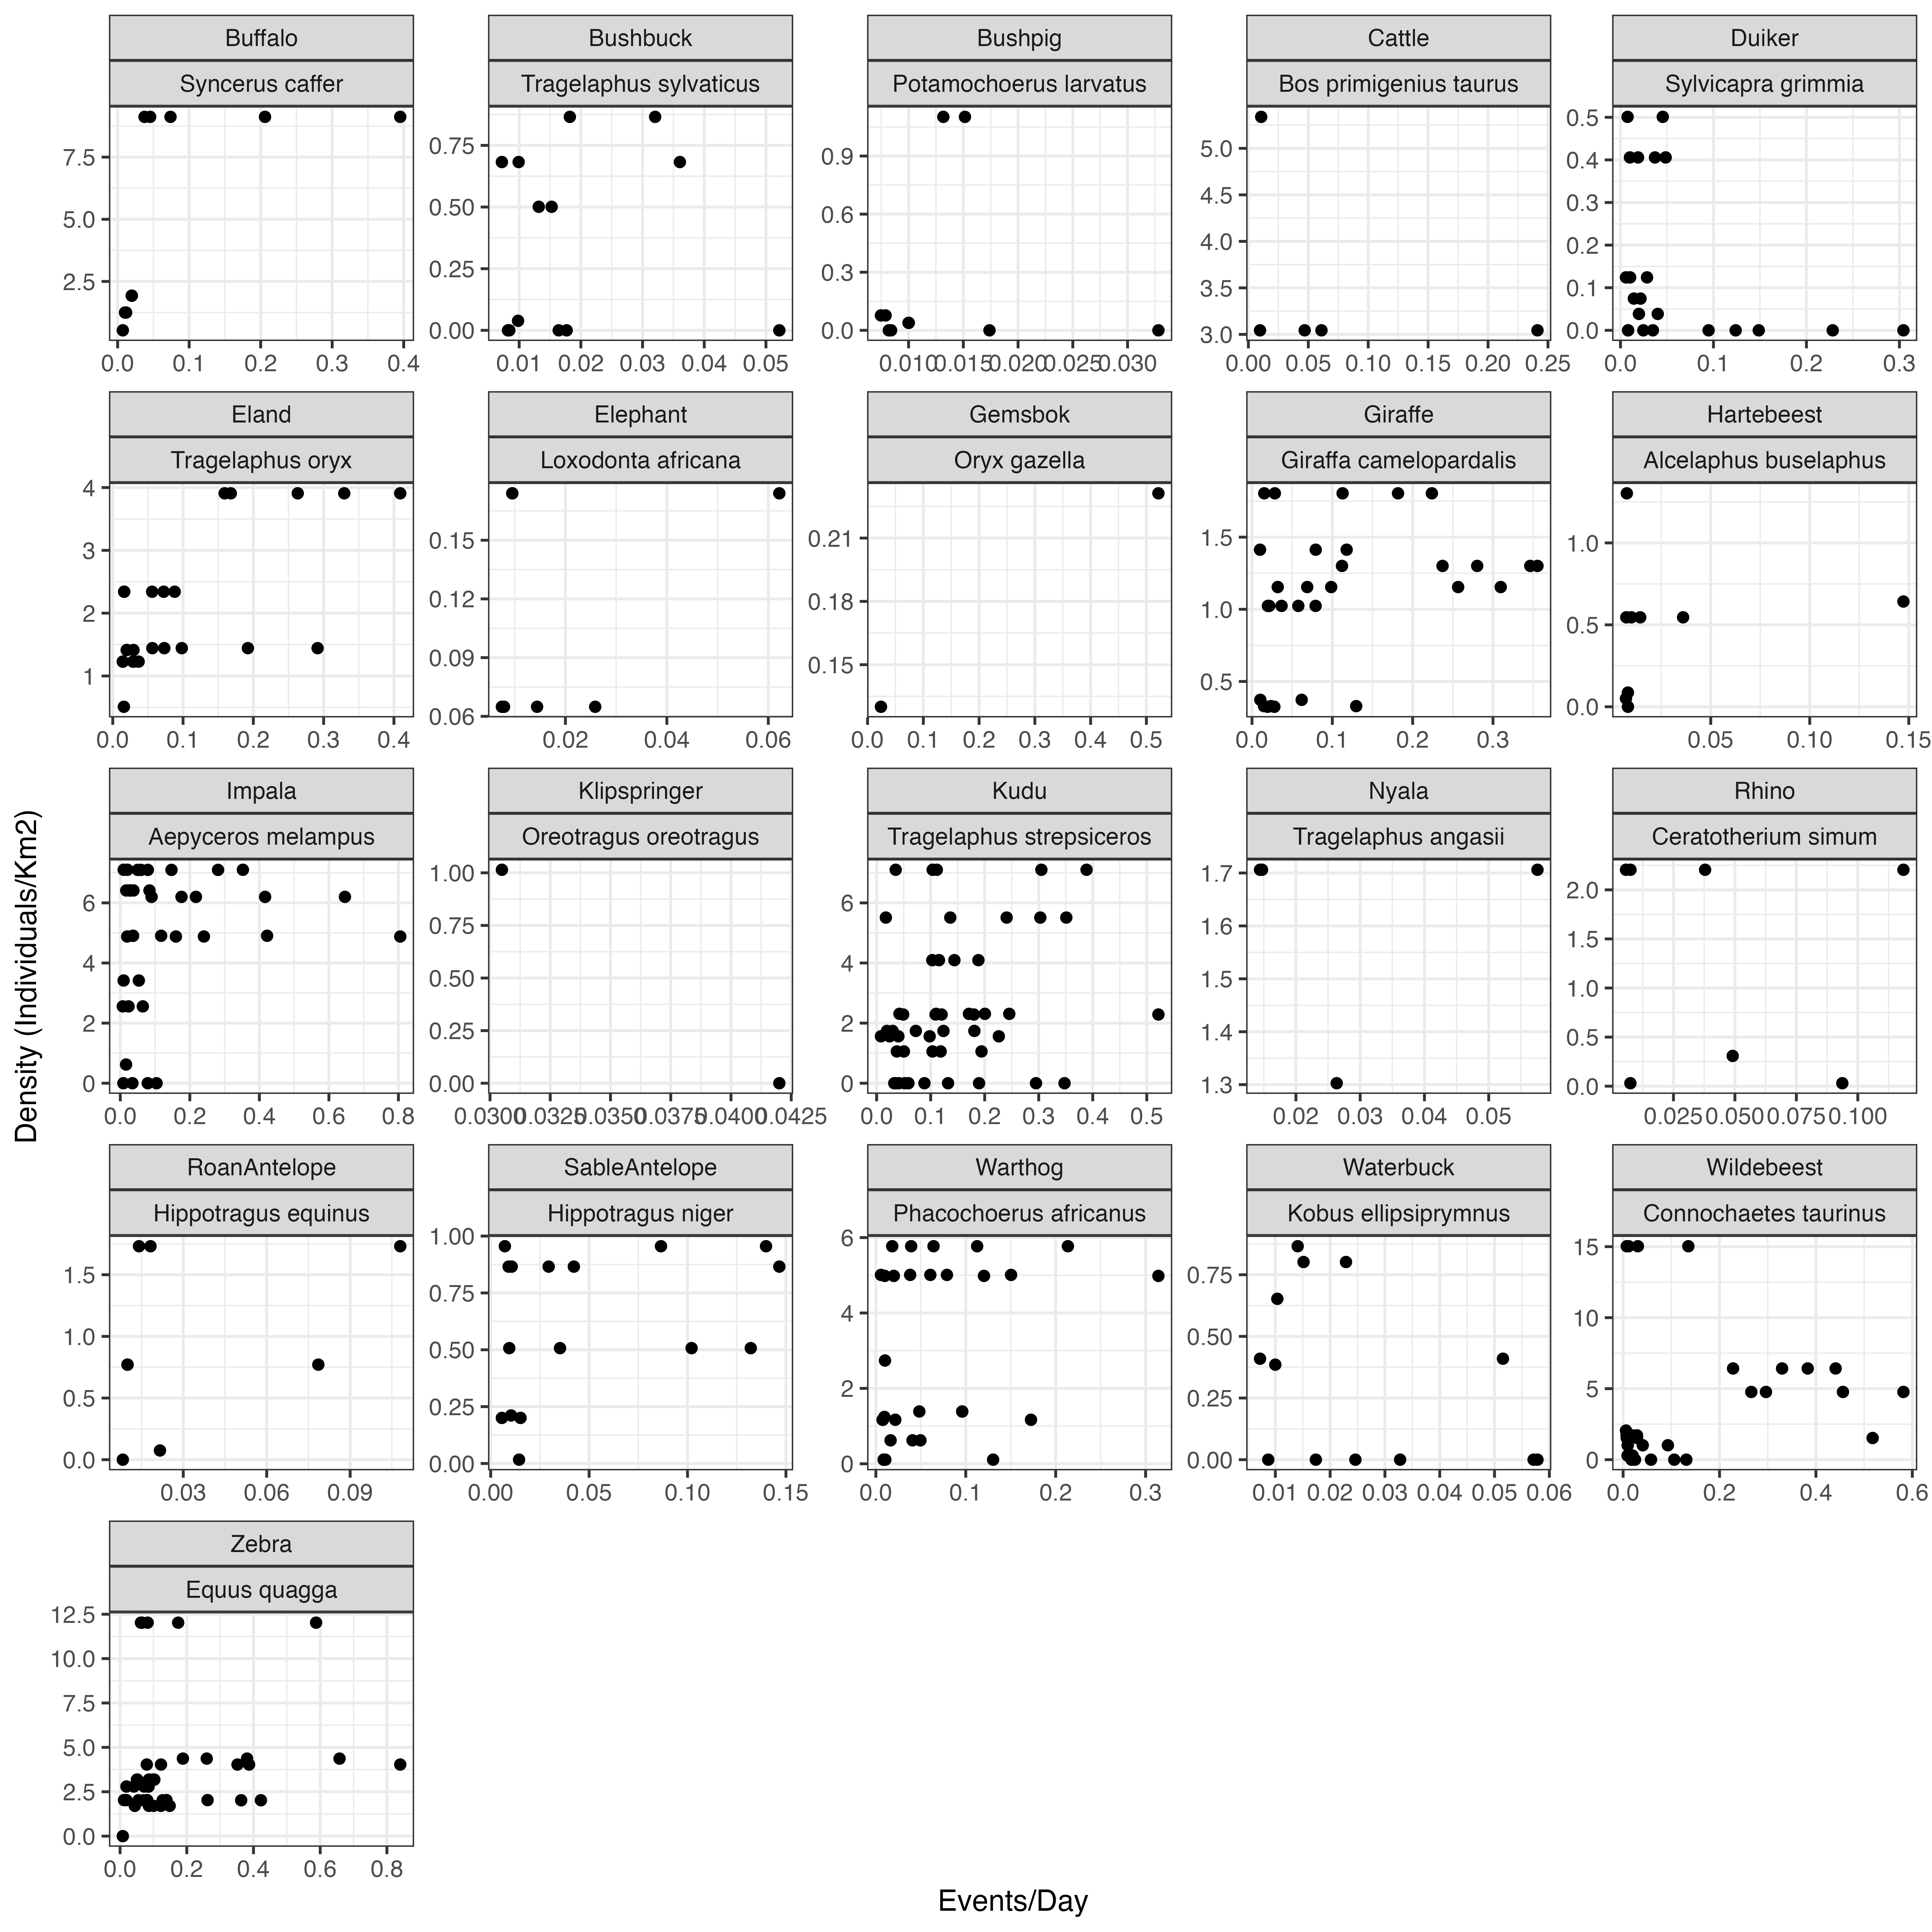 Buffalo Bushbuck Bushpig Cattle Duiker
Syncerus caffer Tragelaphus sylvaticus Potamochoerus larvatus Bos primigenius taurus Sylvicapra grimmia
7.5
5.0
2.5
0.0 0.1 0.2 0.3 0.4
0.75
0.50
0.25
0.00
0.01 0.02 0.03 0.04 0.05
0.9
0.6
0.3
0.0
0.010 0.015 0.020 0.025 0.030
5.0
4.5
4.0
3.5
3.0
0.00 0.05 0.10 0.15 0.20 0.25
0.5
0.4
0.3
0.2
0.1
0.0
0.0 0.1 0.2 0.3
Eland Elephant Gemsbok Giraffe Hartebeest
Tragelaphus oryx Loxodonta africana Oryx gazella Giraffa camelopardalis Alcelaphus buselaphus
4
3
2
1
0.0 0.1 0.2 0.3 0.4
0.15
0.12
0.09
0.06
0.02 0.04 0.06
0.21
0.18
0.15
0.0 0.1 0.2 0.3 0.4 0.5
1.5
1.0
0.5
0.0 0.1 0.2 0.3
1.0
0.5
0.0
0.05 0.10 0.15
Density (Individuals/Km2)
Impala Klipspringer Kudu Nyala Rhino
Aepyceros melampus Oreotragus oreotragus Tragelaphus strepsiceros Tragelaphus angasii Ceratotherium simum
6
4
2
0
0.0 0.2 0.4 0.6 0.8
1.00
0.75
0.50
0.25
0.00
0.0300 0.0325 0.0350 0.0375 0.0400 0.0425
6
4
2
0
0.0 0.1 0.2 0.3 0.4 0.5
1.7
1.6
1.5
1.4
1.3
0.02 0.03 0.04 0.05
2.0
1.5
1.0
0.5
0.0
0.025 0.050 0.075 0.100
RoanAntelope SableAntelope Warthog Waterbuck Wildebeest
Hippotragus equinus Hippotragus niger Phacochoerus africanus Kobus ellipsiprymnus Connochaetes taurinus
1.5
1.0
0.5
0.0
0.03 0.06 0.09
1.00
0.75
0.50
0.25
0.00
0.00 0.05 0.10 0.15
6
4
2
0
0.0 0.1 0.2 0.3
0.75
0.50
0.25
0.00
0.01 0.02 0.03 0.04 0.05 0.06
15
10
5
0
0.0 0.2 0.4 0.6
Zebra
Equus quagga
12.5
10.0
7.5
5.0
2.5
0.0
0.0 0.2 0.4 0.6 0.8
Events/Day